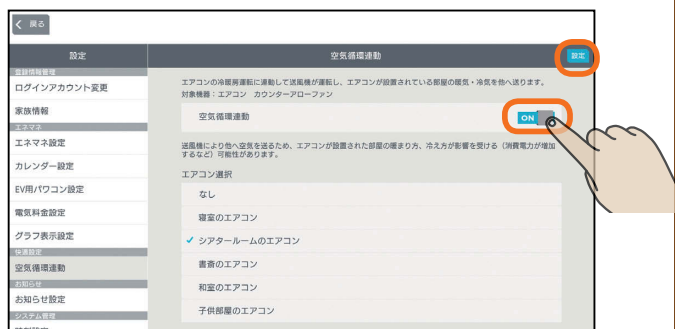 戻る
設定
空気循環連動
設定
登録情報管理
ログインアカウント変更
家族情報
エネマネ
エネマネ設定
カレンダー設定
EV用パワコン設定
電気料金設定
グラフ表示設定
快適設定
空気循環連動
お知らせ
お知らせ設定
システム管理
エアコンの冷暖房運転に連動して送風機が運転し、エアコンが設置されている部屋の暖気・冷気を他へ送ります。
対象機器：エアコン カウンターアローファン
空気循環連動
ON
送風機により他へ空気を送るため、エアコンが設置された部屋の暖まり方、冷え方が影響を受ける（消費電力が増加
するなど）可能性があります。
エアコン選択
なし
寝室のエアコン
シアタールームのエアコン
書斎のエアコン
和室のエアコン
子供部屋のエアコン